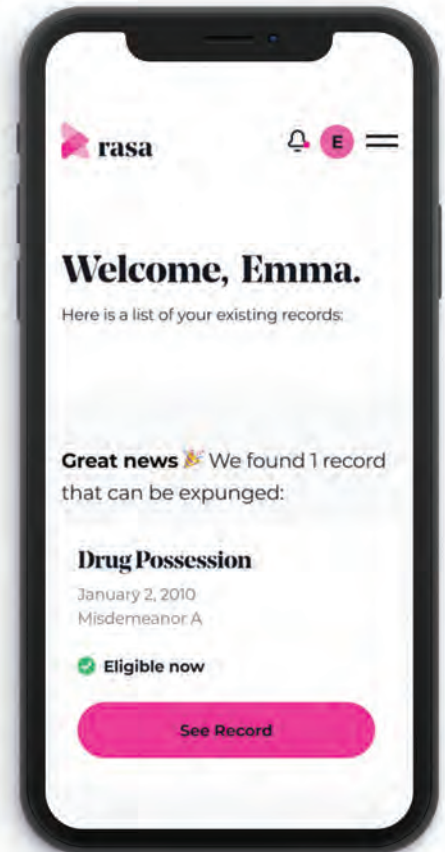 rasa
E
Welcome, Emma.
Here is a list of your existing records:
Great news 🎉 We found 1 record
that can be expunged:
Drug Possession
January 2, 2010
Misdemeanor A
Eligible now
See Record